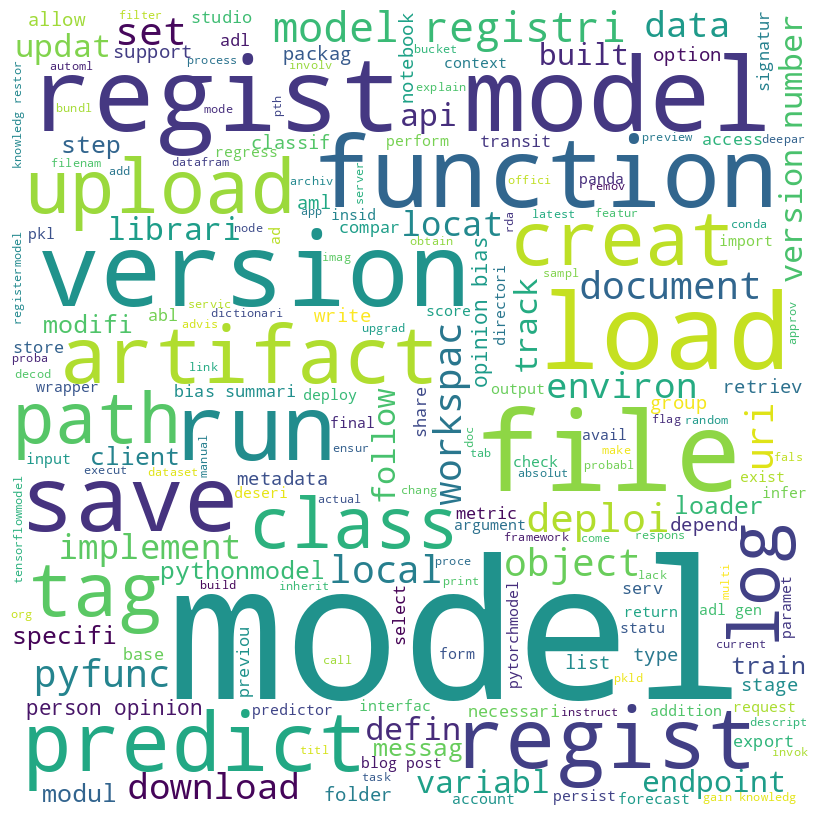 allow
filter
studio
set
model
registri
data
updat
support
adl
packag
bucket
notebook
built
option
signatur
automl
process
involv
context
regist model
explain
api
knowledg restor
bundl
mode
pth
step
classif
perform
transit
preview
access
deepar
version number
regress
filenam
add
datafram
function
upload
archiv
server
offici
panda
remov
aml
app
insid
compar
locat
latest
featur
conda
creat
import
pkl
librari
node
ad
version
imag
obtain
rda
opinion bias
directori
sampl
document
registermodel
modifi
abl
servic
dictionari
write
score
track
load
approv
store
advis
upgrad
artifact
link
proba
decod
wrapper
bias summari
deploy
share
workspac
output
environ
retriev
path
run
final
follow
group
flag
random
uri
fals
input
client
manual
ensur
doc
tab
avail
file
make
check
absolut
probabl
execut
dataset
metadata
exist
infer
tensorflowmodel
save
deseri
actual
chang
class
metric
argument
deploi
loader
depend
implement
framework
come
respons
log
pythonmodel
local
object
proce
lack
tag
build
inherit
print
serv
multi
adl gen
paramet
org
model
select
return
statu
specifi
base
previou
call
form
pytorchmodel
list
type
current
train
pyfunc
pkld
stage
person opinion
predictor
interfac
necessari
instruct
addition
request
descript
predict
titl
defin
regist
messag
export
invok
blog post
task
modul
download
folder
variabl
account
persist
endpoint
forecast
gain knowledg